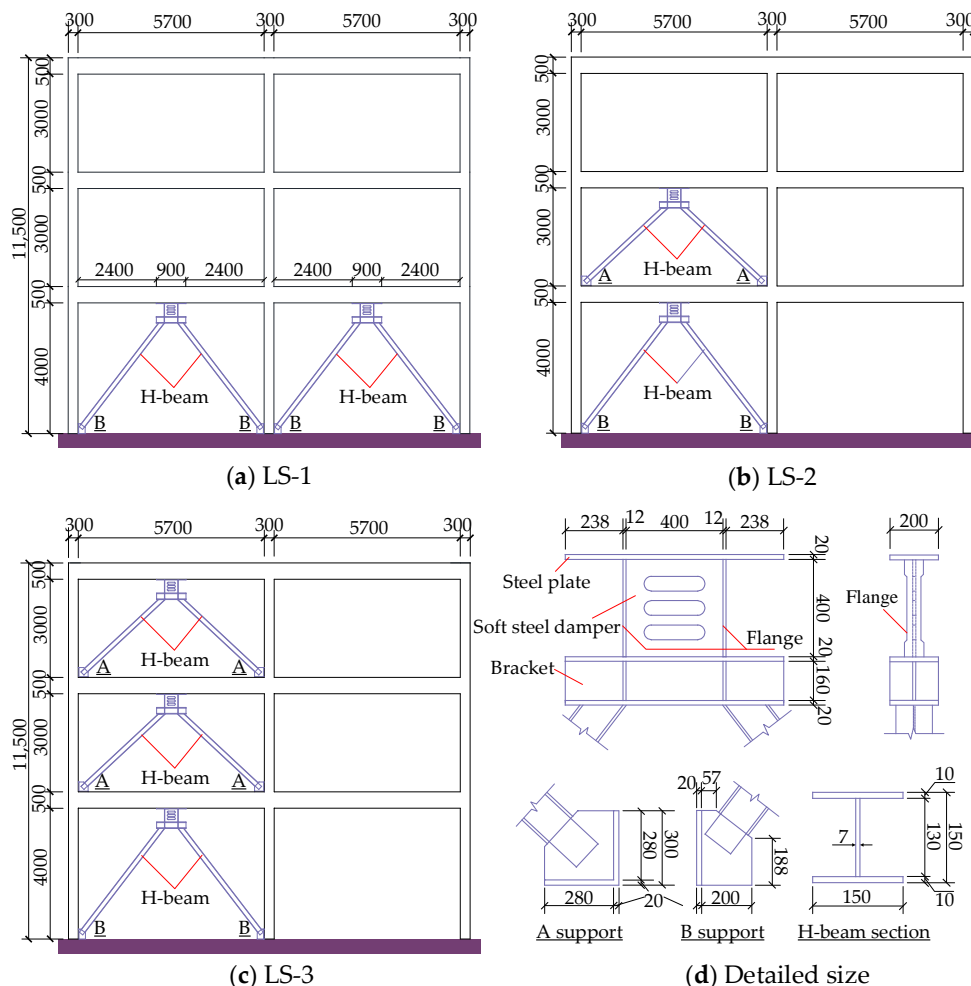 300 5700 300 5700 300
500
3000
500
3000
500
4000
11,500
2400 900 2400 2400 900 2400
H-beam H-beam
B B B B
(a) LS-1
300 5700 300 5700 300
500
3000
500
3000
500
4000
H-beam
A A
H-beam
B B
(b) LS-2
300 5700 300 5700 300
500
3000
500
3000
500
4000
11,500
H-beam
A A
H-beam
A A
H-beam
B B
(c) LS-3
238 12 400 12 238
200
20
400
20
160
20
Steel plate
Soft steel damper
Flange
Bracket
Flange
280
300
280
20
A support
20 57
188
200
B support
10
130
150
10
7
150
H-beam section
(d) Detailed size